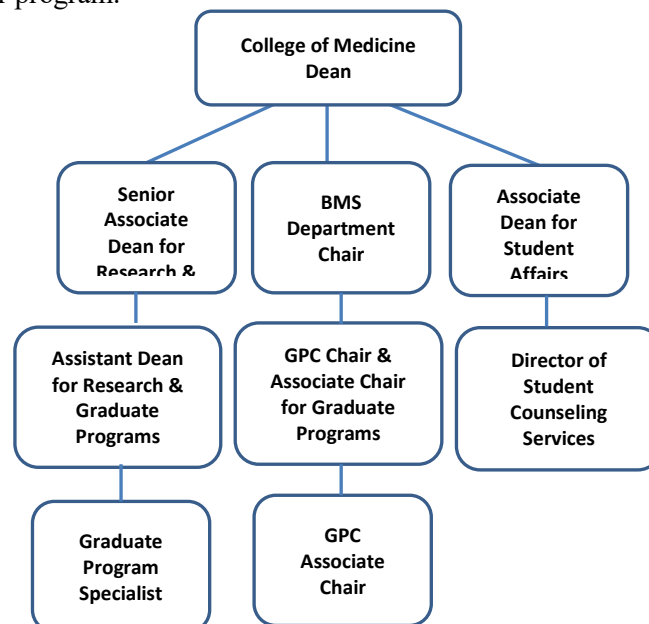 r program.
College of Medicine
Dean
Senior
Associate
Dean for
Research &
BMS
Department
Chair
Associate
Dean for
Student
Affairs
Assistant Dean
for Research &
Graduate
Programs
GPC Chair &
Associate Chair
for Graduate
Programs
Director of
Student
Counseling
Services
Graduate
Program
Specialist
GPC
Associate
Chair